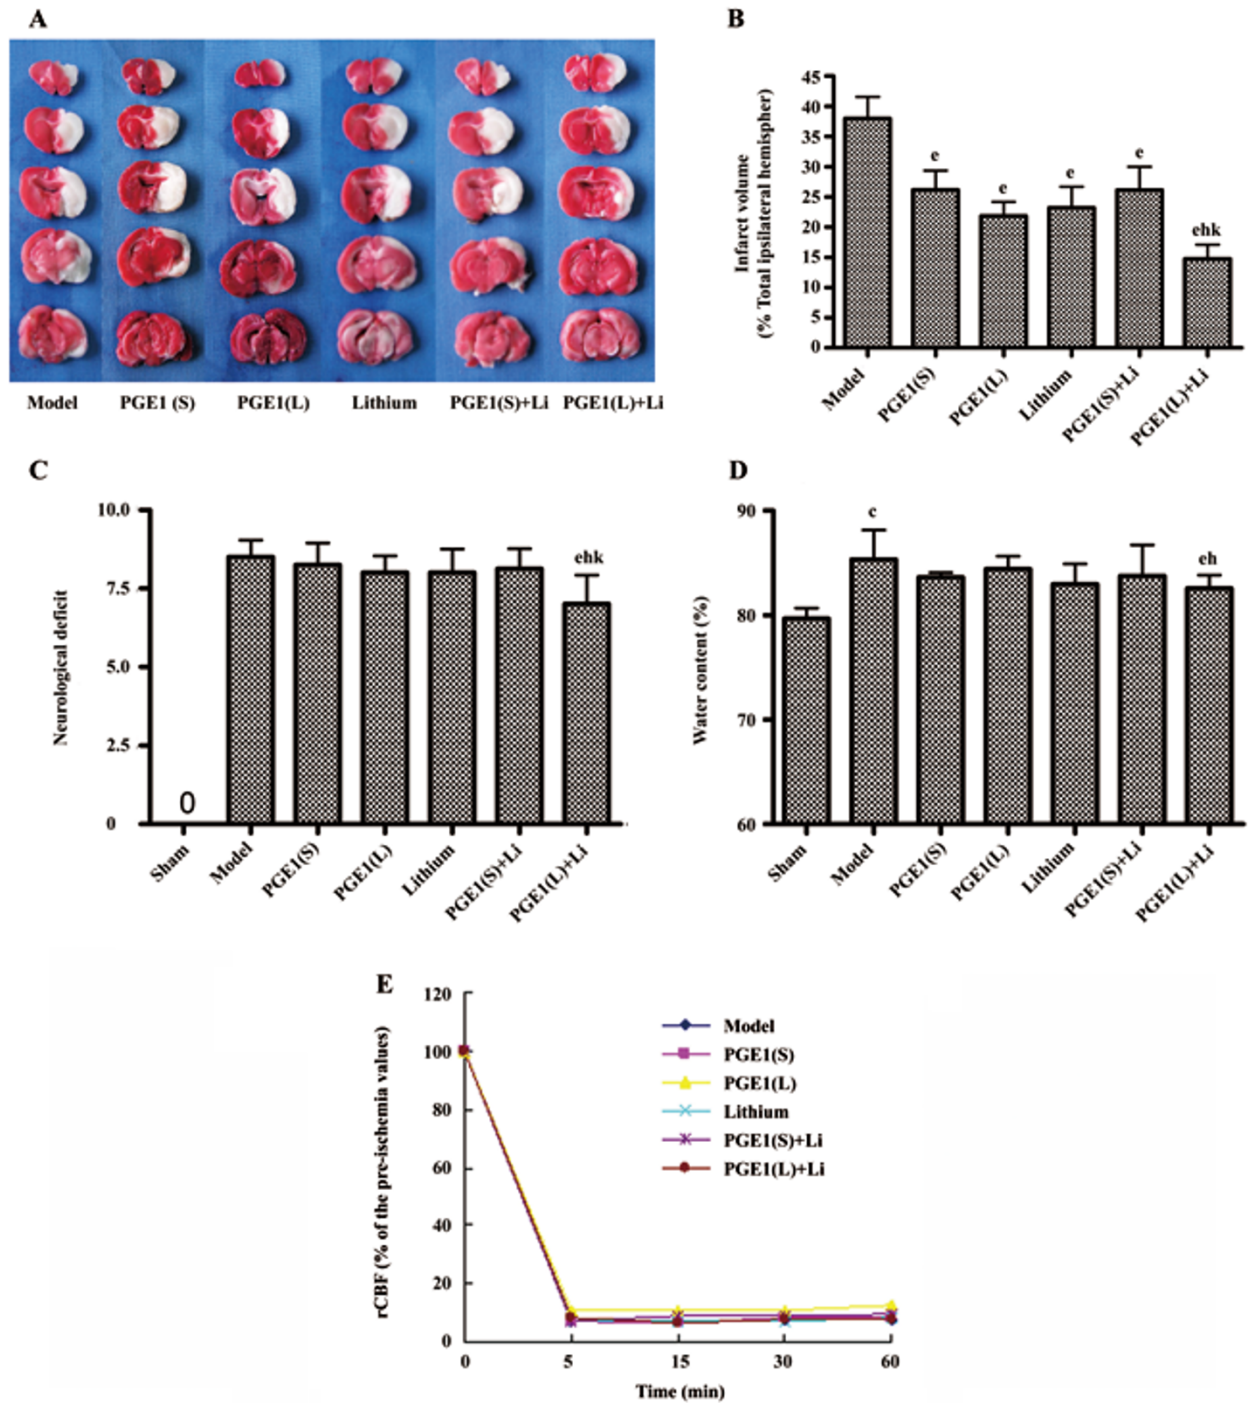 A
Model
PGE1 (S)
PGE1(L)
Lithium
PGE1(S)+Li
PGE1(L)+Li
B
Infarct volume
(% Total ipsilateral hemispher)
45
40
35
30
25
20
15
10
5
0
e
e
e
e
ehk
Model
PGE1(S)
PGE1(L)
Lithium
PGE1(S)+Li
PGE1(L)+Li
C
Neurological deficit
10.0
7.5
5.0
2.5
0
0
ehk
Sham
Model
PGE1(S)
PGE1(L)
Lithium
PGE1(S)+Li
PGE1(L)+Li
D
Water content (%)
90
80
70
60
c
eh
Sham
Model
PGE1(S)
PGE1(L)
Lithium
PGE1(S)+Li
PGE1(L)+Li
E
rCBF (% of the pre-ischemia values)
120
100
80
60
40
20
0
0
5
15
30
60
Time (min)
Model
PGE1(S)
PGE1(L)
Lithium
PGE1(S)+Li
PGE1(L)+Li